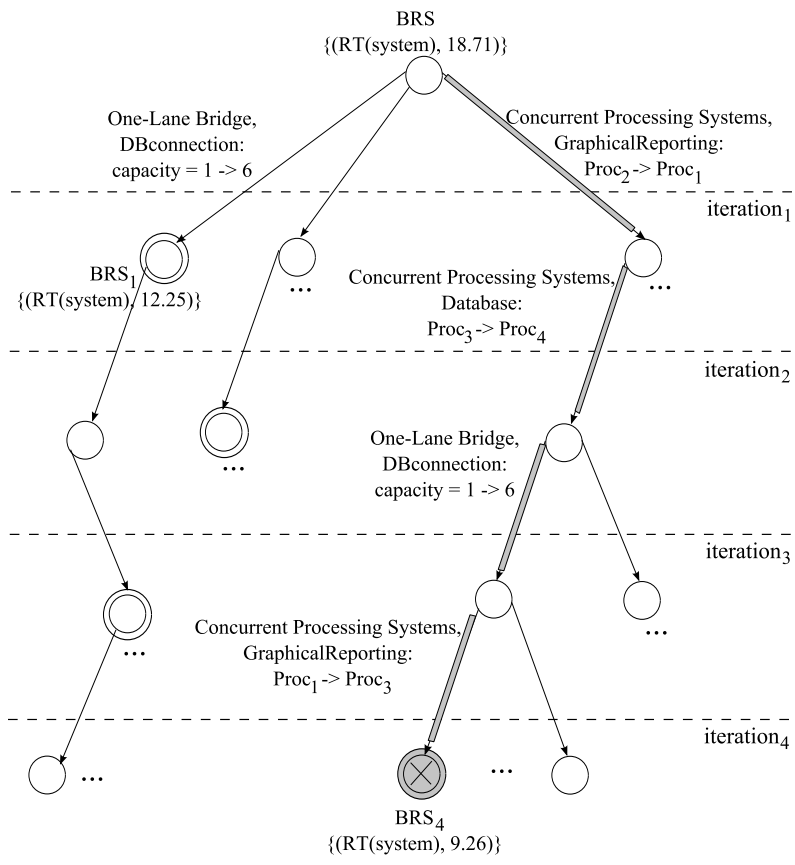 BRS
{(RT(system), 18.71)}
One-Lane Bridge,
DBconnection:
capacity = 1 -> 6
Concurrent Processing Systems,
GraphicalReporting:
Proc2 -> Proc1
iteration1
BRS1
{(RT(system), 12.25)}
...
Concurrent Processing Systems,
Database:
Proc3 -> Proc4
...
iteration2
One-Lane Bridge,
DBconnection:
capacity = 1 -> 6
...
iteration3
Concurrent Processing Systems,
GraphicalReporting:
Proc1 -> Proc3
...
...
iteration4
...
...
BRS4
{(RT(system), 9.26)}